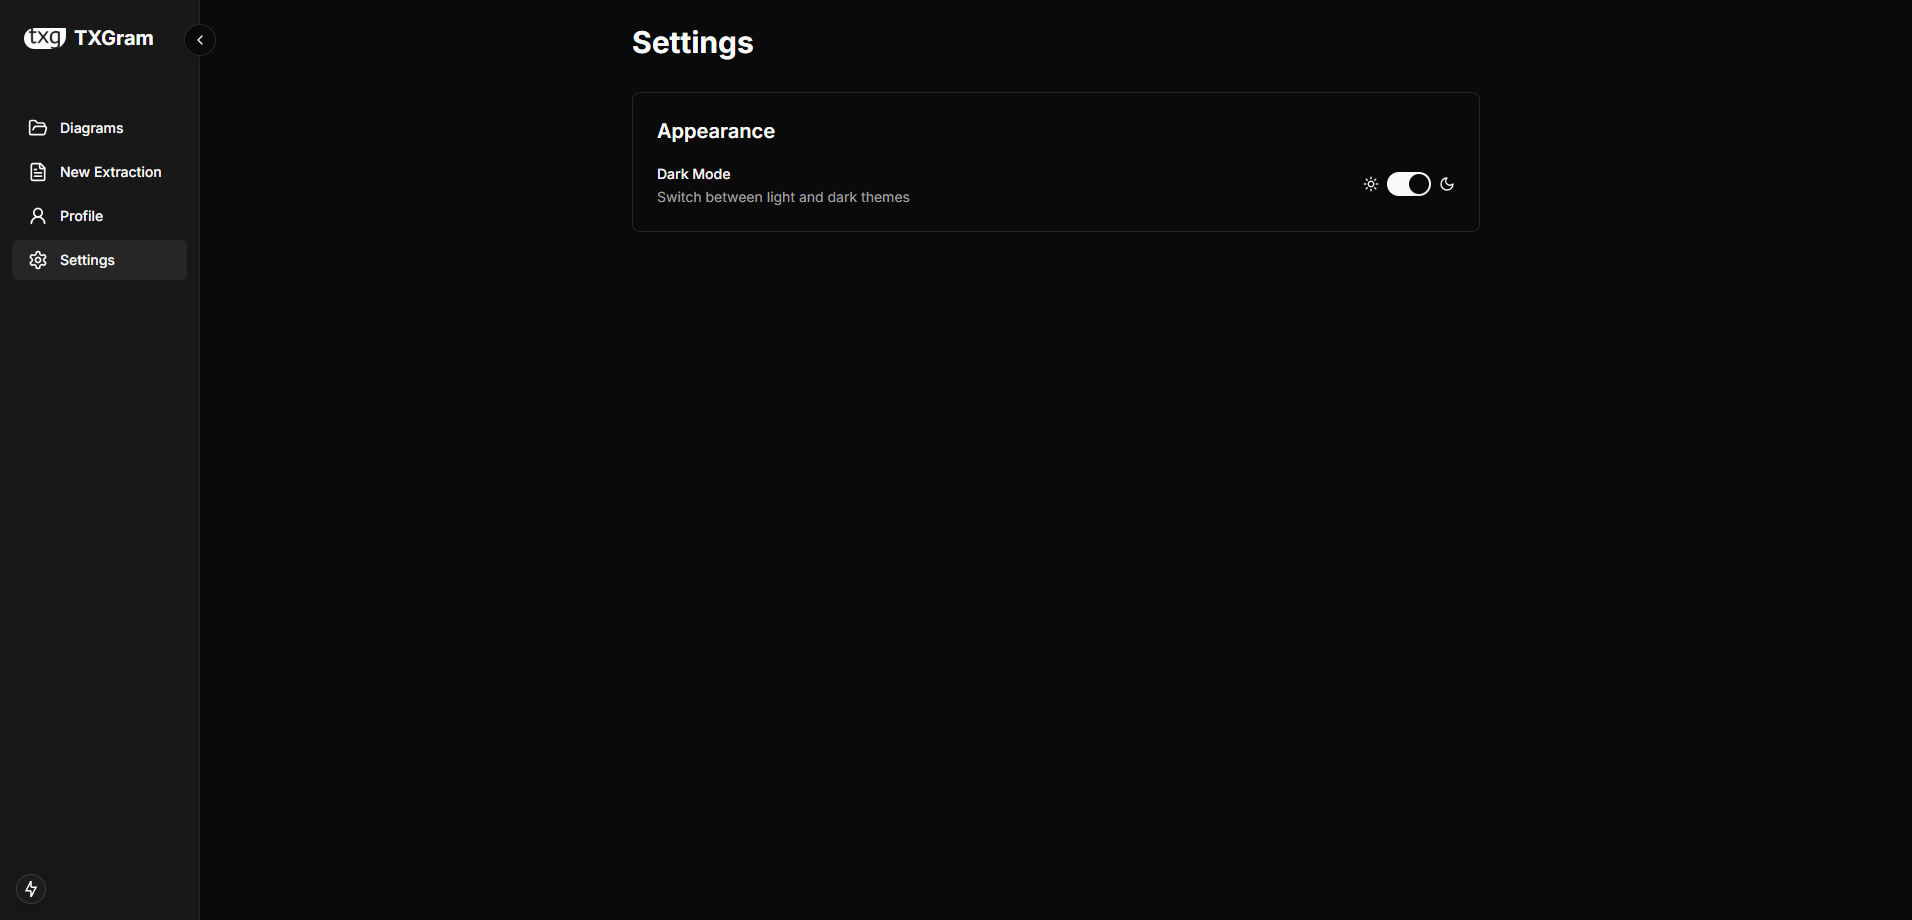 txg TXGram
Diagrams
New Extraction
Profile
Settings
Settings
Appearance
Dark Mode
Switch between light and dark themes